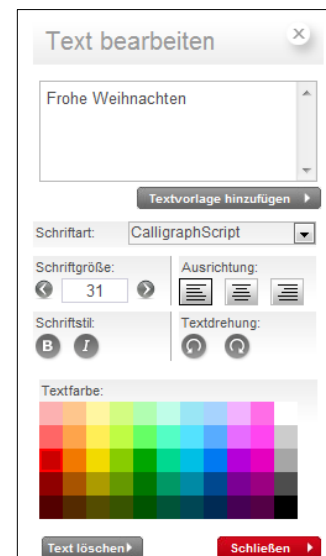 Text bearbeiten
Frohe Weihnachten
Textvorlage hinzufügen
Schriftart: CalligraphScript
Schriftgröße: Ausrichtung:
31
Schriftstil: Textdrehung:
B I
Textfarbe:
Text löschen Schließen